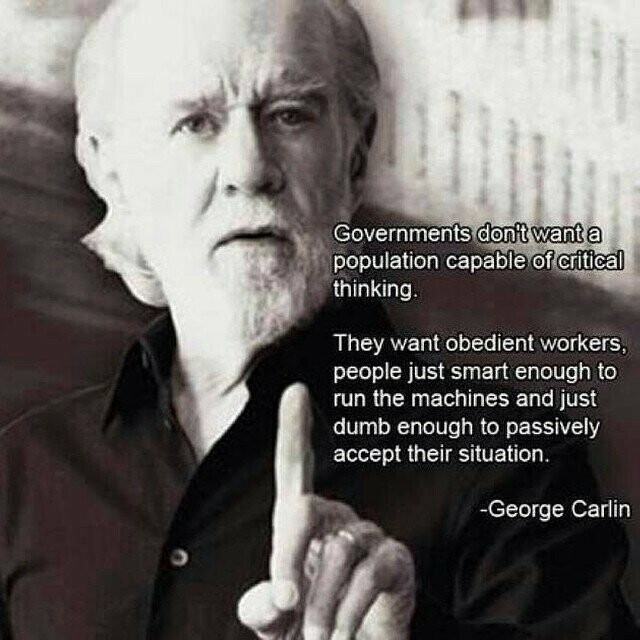 Governments don't want a
population capable of critical
thinking.
They want obedient workers,
people just smart enough to
run the machines and just
dumb enough to passively
accept their situation.
-George Carlin